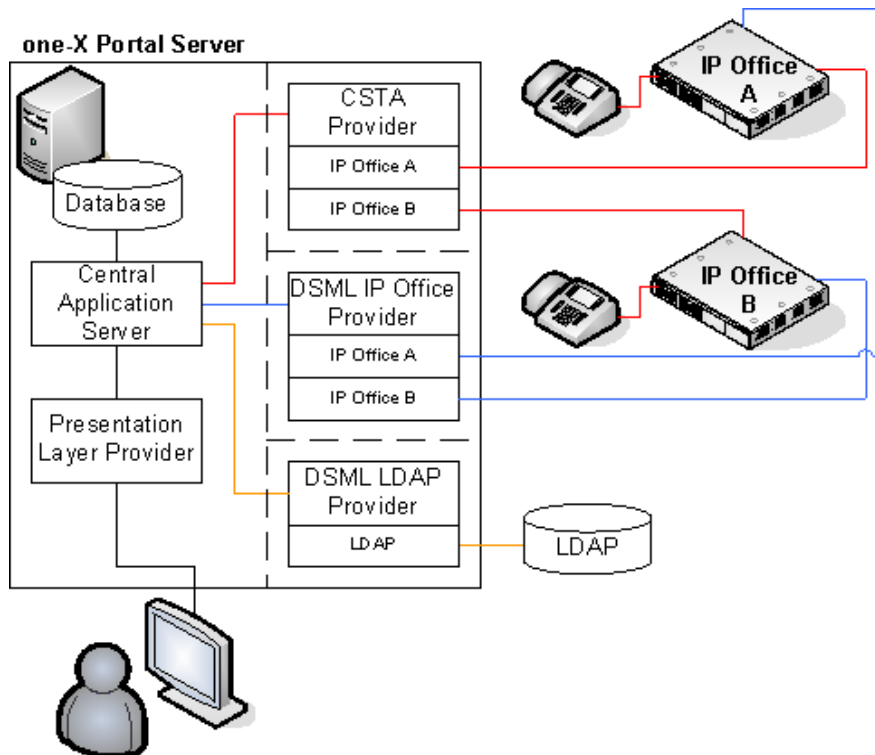 one-X Portal Server
Database
Central
Application
Server
Presentation
Layer Provider
CSTA
Provider
IP Office A
IP Office B
DSML IP Office
Provider
IP Office A
IP Office B
DSML LDAP
Provider
LDAP
IP Office
A
IP Office
B
LDAP